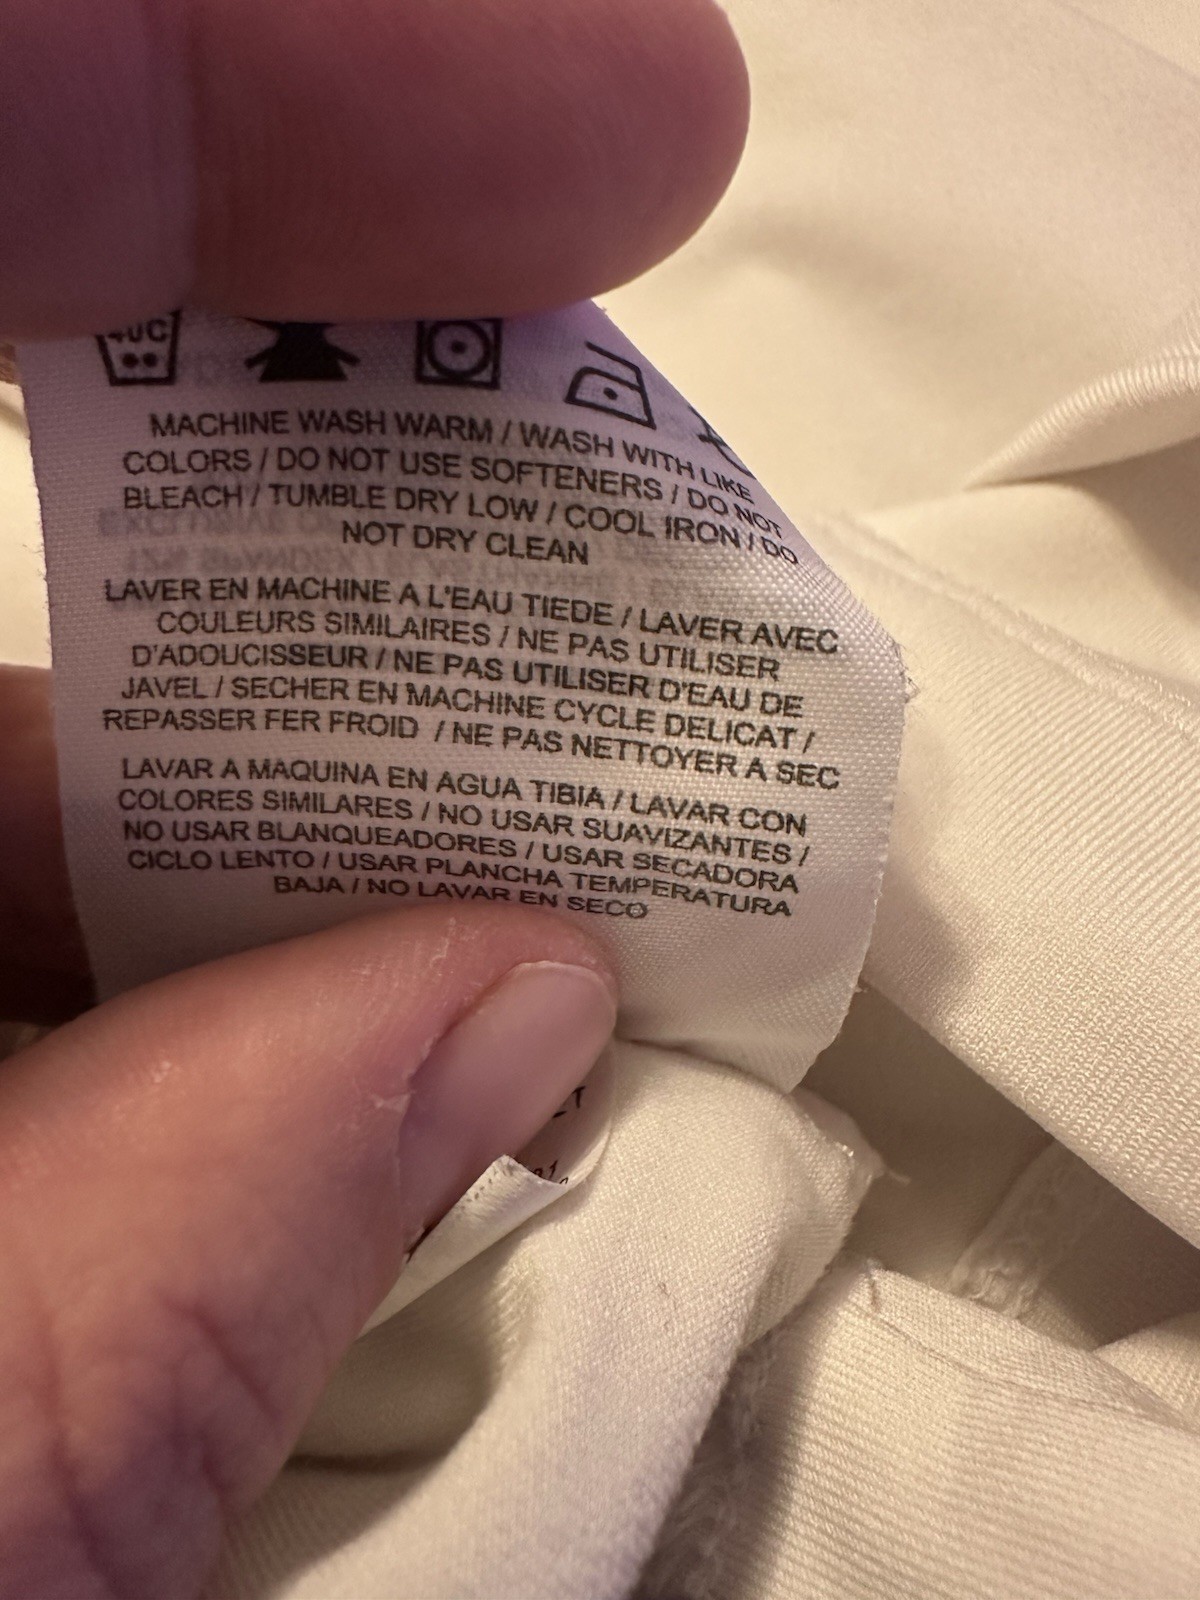 40C
MACHINE WASH WARM / WASH WITH LIKE
COLORS / DO NOT USE SOFTENERS / DO NOT
BLEACH / TUMBLE DRY LOW / COOL IRON / DO
NOT DRY CLEAN
LAVER EN MACHINE A L'EAU TIEDE / LAVER AVEC
COULEURS SIMILAIRES / NE PAS UTILISER
D'ADOUCISSEUR / NE PAS UTILISER D'EAU DE
JAVEL / SECHER EN MACHINE CYCLE DELICAT /
REPASSER FER FROID / NE PAS NETTOYER A SEC
LAVAR A MAQUINA EN AGUA TIBIA / LAVAR CON
COLORES SIMILARES / NO USAR SUAVIZANTES /
NO USAR BLANQUEADORES / USAR SECADORA
CICLO LENTO / USAR PLANCHA TEMPERATURA
BAJA / NO LAVAR EN SECO